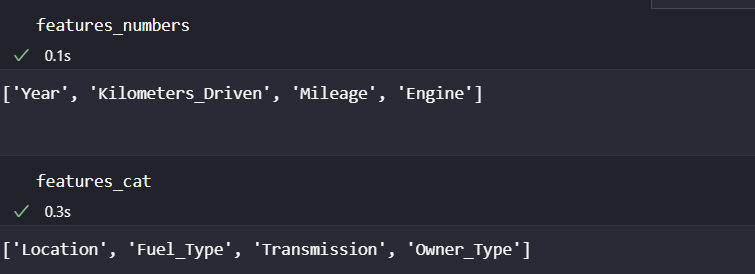 features_numbers
0.1s
['Year', 'Kilometers_Driven', 'Mileage', 'Engine']
features_cat
0.3s
['Location', 'Fuel_Type', 'Transmission', 'Owner_Type']